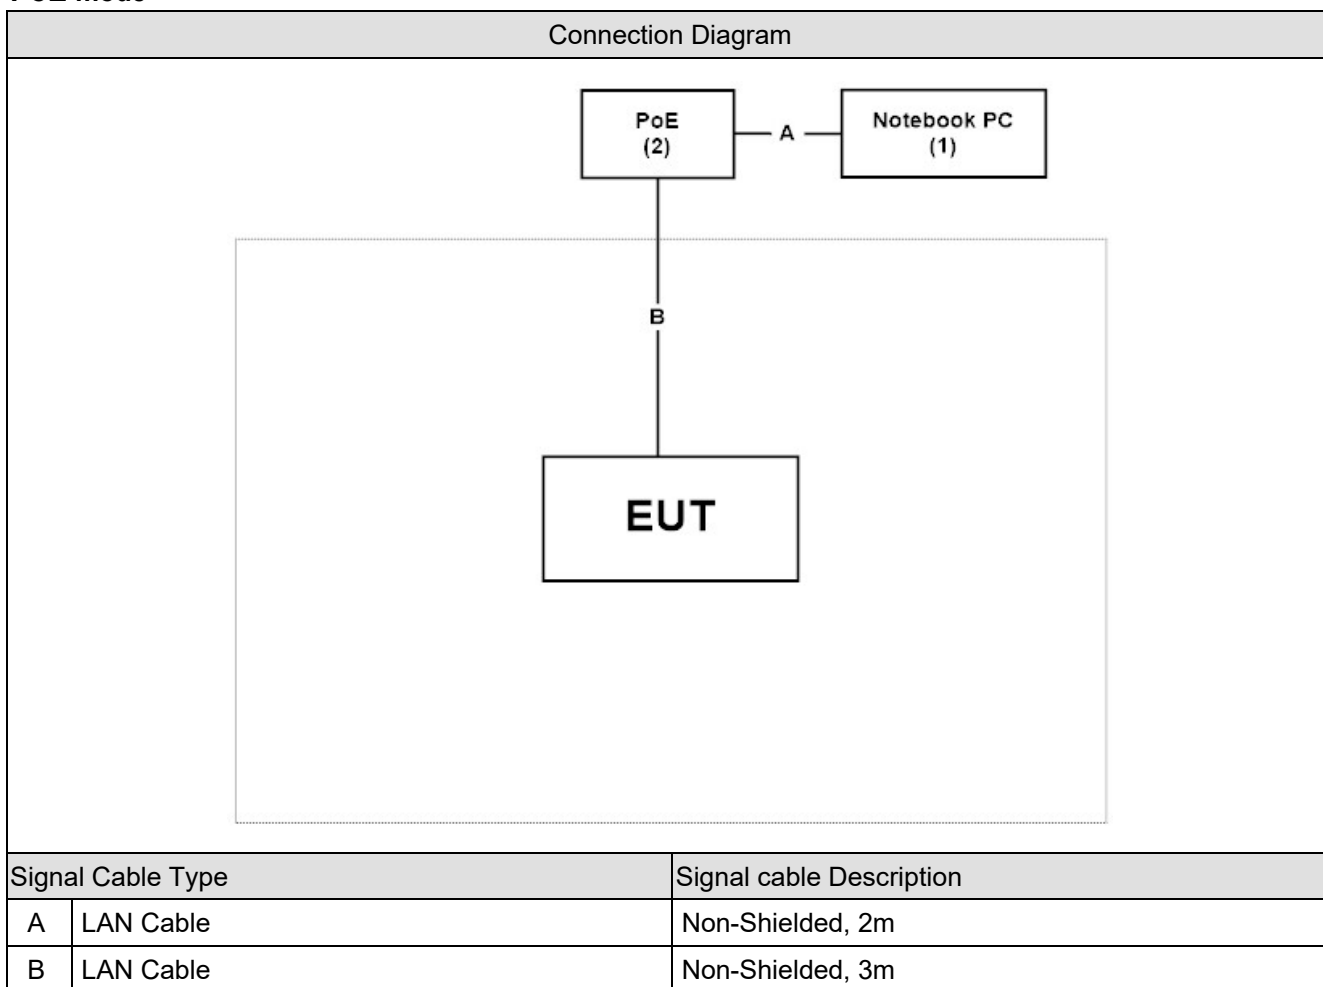 Connection Diagram
PoE
(2)
A
Notebook PC
(1)
B
EUT
Signal Cable Type Signal cable Description
A LAN Cable Non-Shielded, 2m
B LAN Cable Non-Shielded, 3m